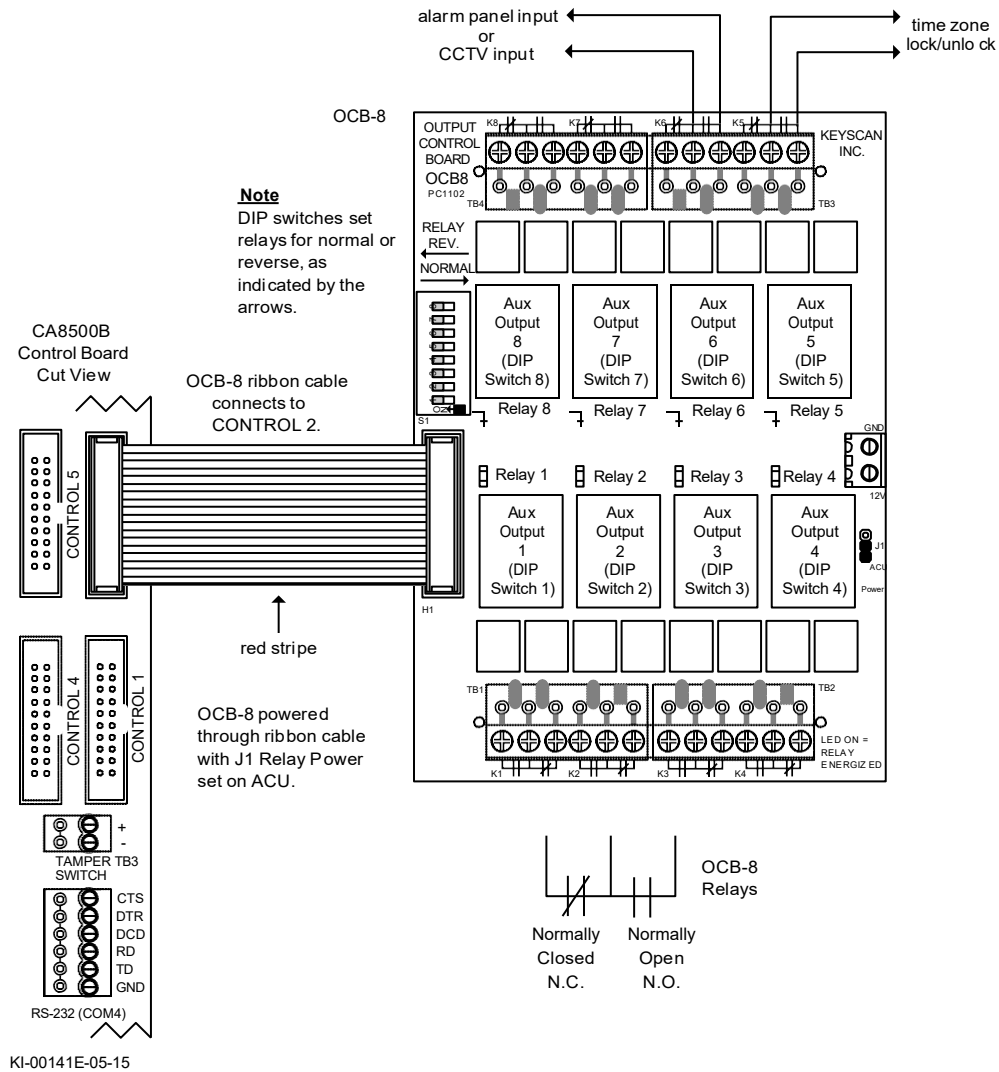 alarm panel input
or
CCTV input
time zone
lock/unlo ck
OCB-8
OUTPUT
CONTROL
BOARD
OCB8
PC1102
K8
K7
K6
K5
KEYSCAN
INC.
TB4
TB3
Note
DIP switches set
relays for normal or
reverse, as
indicated by the
arrows.
RELAY
REV.
NORMAL
Aux
Output
8
(DIP
Switch 8)
Aux
Output
7
(DIP
Switch 7)
Aux
Output
6
(DIP
Switch 6)
Aux
Output
5
(DIP
Switch 5)
S1
Relay 8
Relay 7
Relay 6
Relay 5
CA8500B
Control Board
Cut View
OCB-8 ribbon cable
connects to
CONTROL 2.
GND
12V
Relay 1
Relay 2
Relay 3
Relay 4
CONTROL 5
Aux
Output
1
(DIP
Switch 1)
Aux
Output
2
(DIP
Switch 2)
Aux
Output
3
(DIP
Switch 3)
Aux
Output
4
(DIP
Switch 4)
J1
ACU
Power
H1
red stripe
CONTROL 4
CONTROL 1
OCB-8 powered
through ribbon cable
with J1 Relay Power
set on ACU.
TB1
TB2
K1
K2
K3
K4
LED ON =
RELAY
ENERGIZED
+
-
TAMPER TB3
SWITCH
CTS
DTR
DCD
RD
TD
GND
RS-232 (COM4)
OCB-8
Relays
Normally
Closed
N.C.
Normally
Open
N.O.
KI-00141E-05-15